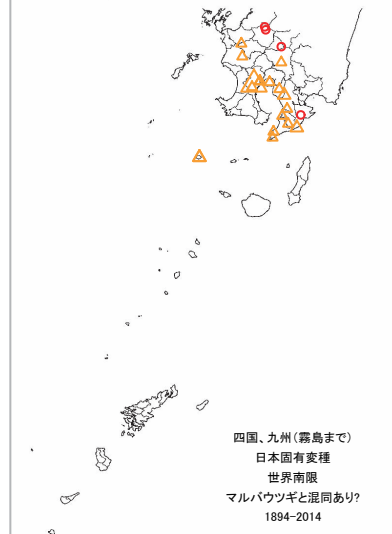 四国、九州(霧島まで)
日本固有変種
世界南限
マルバウツギと混同あり?
1894-2014